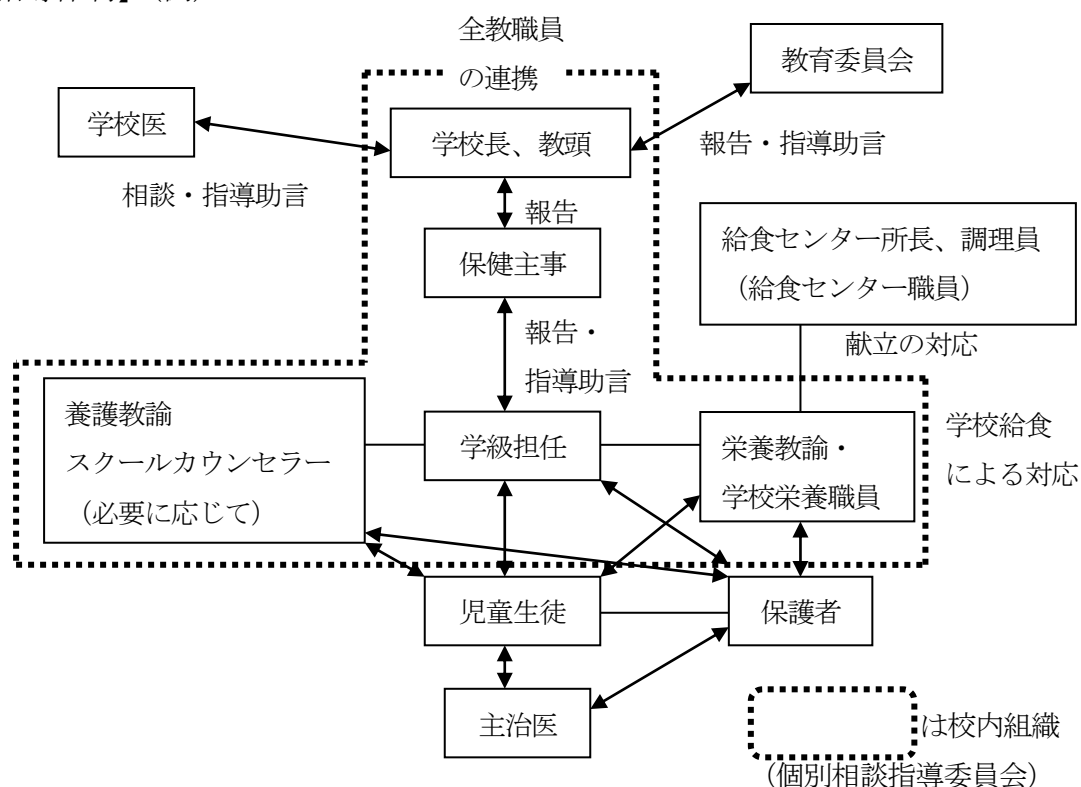 全教職員
の連携
教育委員会
学校医
学校長、教頭
報告・指導助言
相談・指導助言
報告
給食センター所長、調理員
（給食センター職員）
保健主事
報告・
指導助言
献立の対応
養護教諭
スクールカウンセラー
（必要に応じて）
学級担任
栄養教諭・
学校栄養職員
学校給食
による対応
児童生徒
保護者
主治医
は校内組織
（個別相談指導委員会）